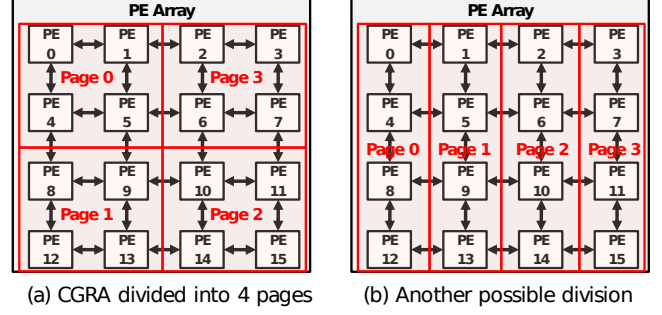 PE Array
PE 0
PE 1
PE 2
PE 3
Page 0
Page 3
PE 4
PE 5
PE 6
PE 7
PE 8
PE 9
PE 10
PE 11
Page 1
Page 2
PE 12
PE 13
PE 14
PE 15
(a) CGRA divided into 4 pages
PE Array
PE 0
PE 1
PE 2
PE 3
PE 4
PE 5
PE 6
PE 7
Page 0
Page 1
Page 2
Page 3
PE 8
PE 9
PE 10
PE 11
PE 12
PE 13
PE 14
PE 15
(b) Another possible division